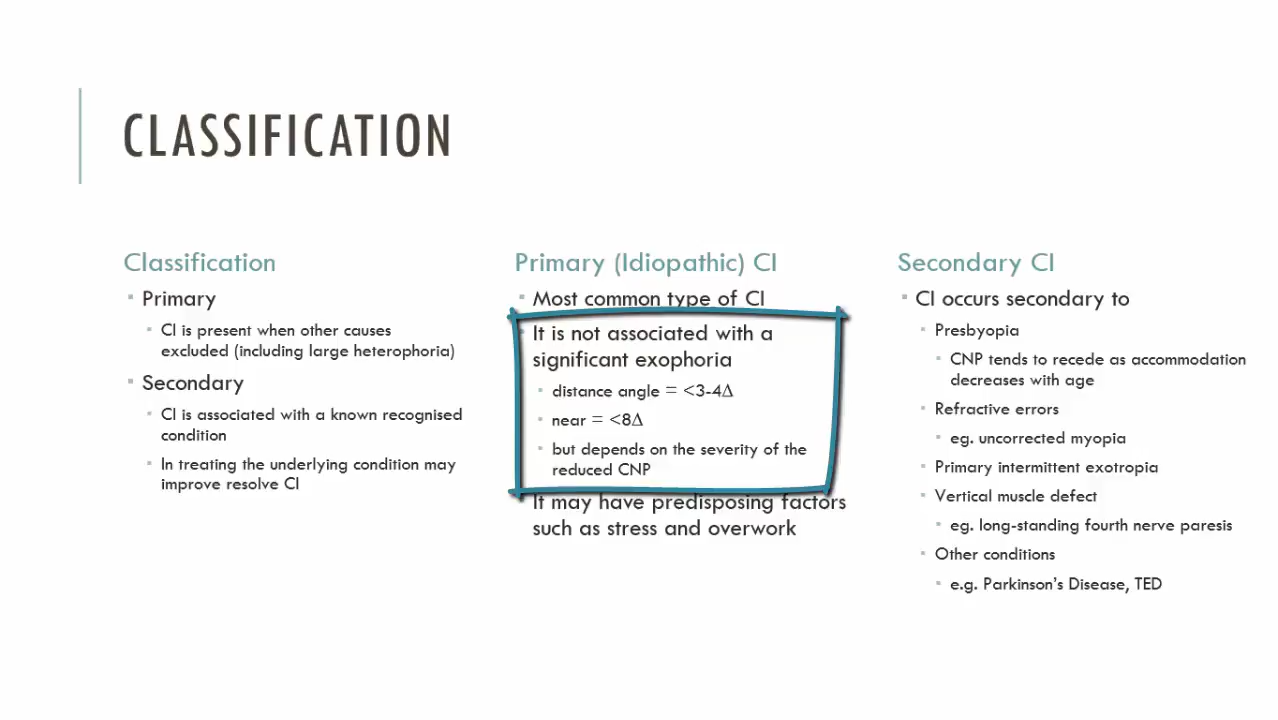 CLASSIFICATION
Classification
Primary
CI is present when other causes
excluded (including large heterophoria)
Secondary
CI is associated with a known recognised
condition
In treating the underlying condition may
improve resolve CI
Primary (Idiopathic) CI
Most common type of CI
It is not associated with a
significant exophoria
distance angle = <3-4Δ
near = <8Δ
but depends on the severity of the
reduced CNP
It may have predisposing factors
such as stress and overwork
Secondary CI
CI occurs secondary to
Presbyopia
CNP tends to recede as accommodation
decreases with age
Refractive errors
eg. uncorrected myopia
Primary intermittent exotropia
Vertical muscle defect
eg. long-standing fourth nerve paresis
Other conditions
e.g. Parkinson's Disease, TED